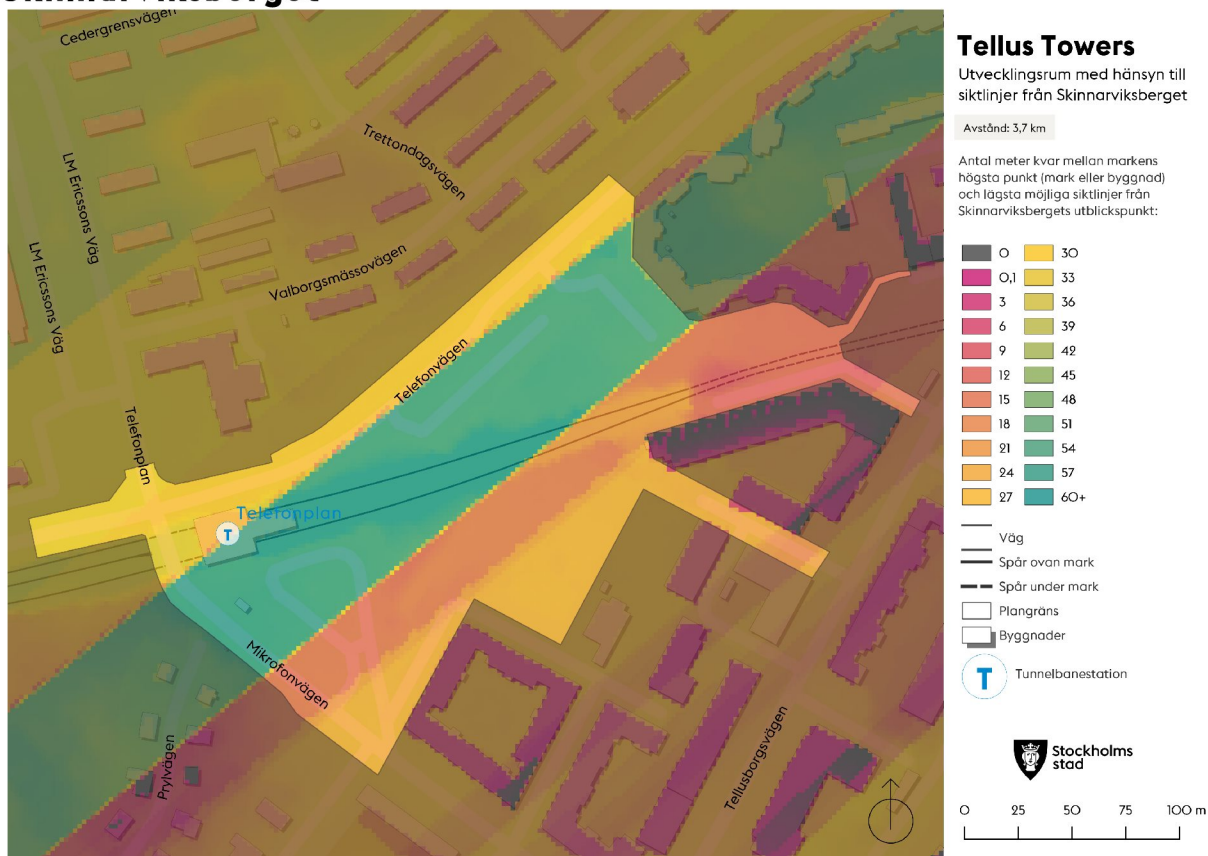 Cedergrensvägen
Trettondagsvägen
LM Ericssons Väg
LM Ericssons Väg
Valborgsmässovägen
Telefonvägen
Telefonplan
Telefonplan
T
Mikrofonvägen
Prylvägen
Tellusborgsvägen
Tellus Towers
Utvecklingsrum med hänsyn till
siktlinjer från Skinnarviksberget
Avstånd: 3,7 km
Antal meter kvar mellan markens
högsta punkt (mark eller byggnad)
och lägsta möjliga siktlinjer från
Skinnarviksbergets utblickspunkt:
0 30
0,1 33
3 36
6 39
9 42
12 45
15 48
18 51
21 54
24 57
27 60+
Väg
Spår ovan mark
Spår under mark
Plangräns
Byggnader
T Tunnelbanestation
Stockholms
stad
0 25 50 75 100 m